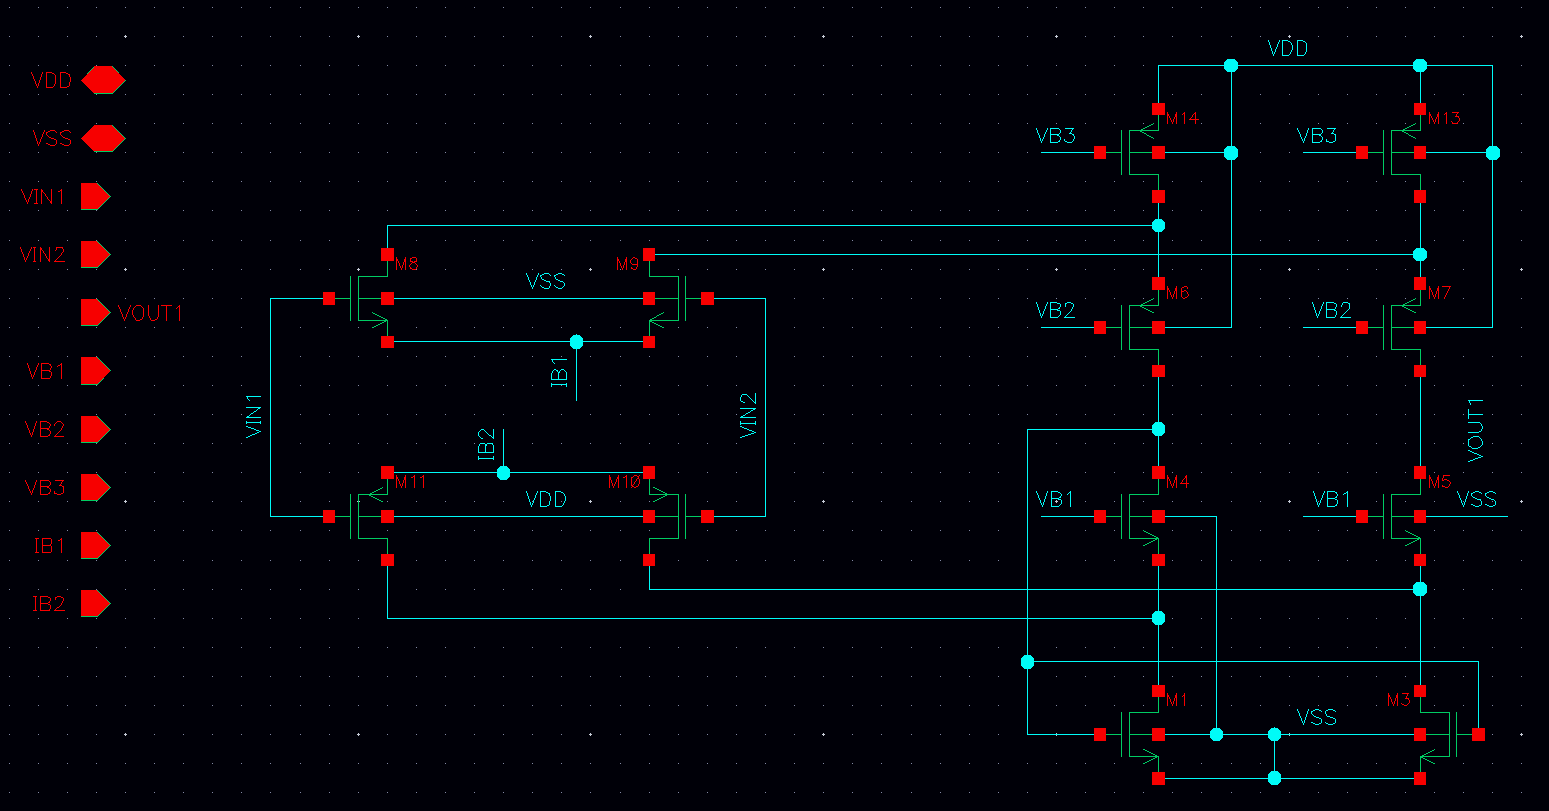 VDD
VSS
VIN1
VIN2
VOUT1
VB1
VB2
VB3
IB1
IB2
VDD
VB3
M14
VB3
M13
M8
VSS
M9
VB2
M6
VB2
M7
IB1
VIN1
VIN2
IB2
VOUT1
M11
VDD
M10
VB1
M4
VB1
M5
VSS
M1
VSS
M3